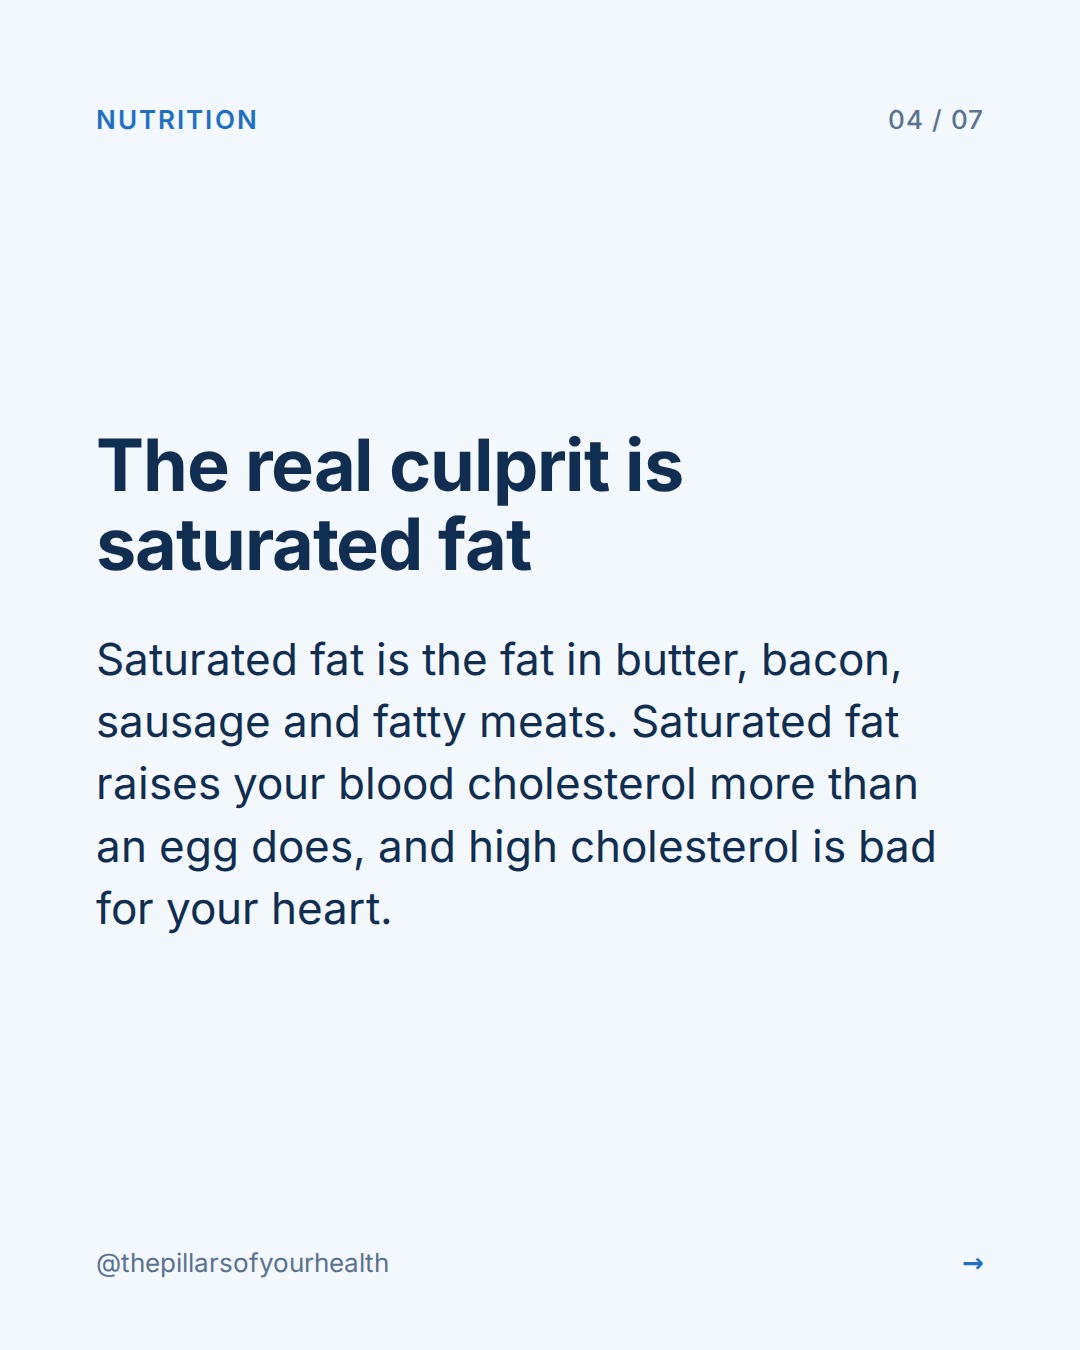 NUTRITION
04 / 07
The real culprit is
saturated fat
Saturated fat is the fat in butter, bacon,
sausage and fatty meats. Saturated fat
raises your blood cholesterol more than
an egg does, and high cholesterol is bad
for your heart.
@thepillarsofyourhealth
→